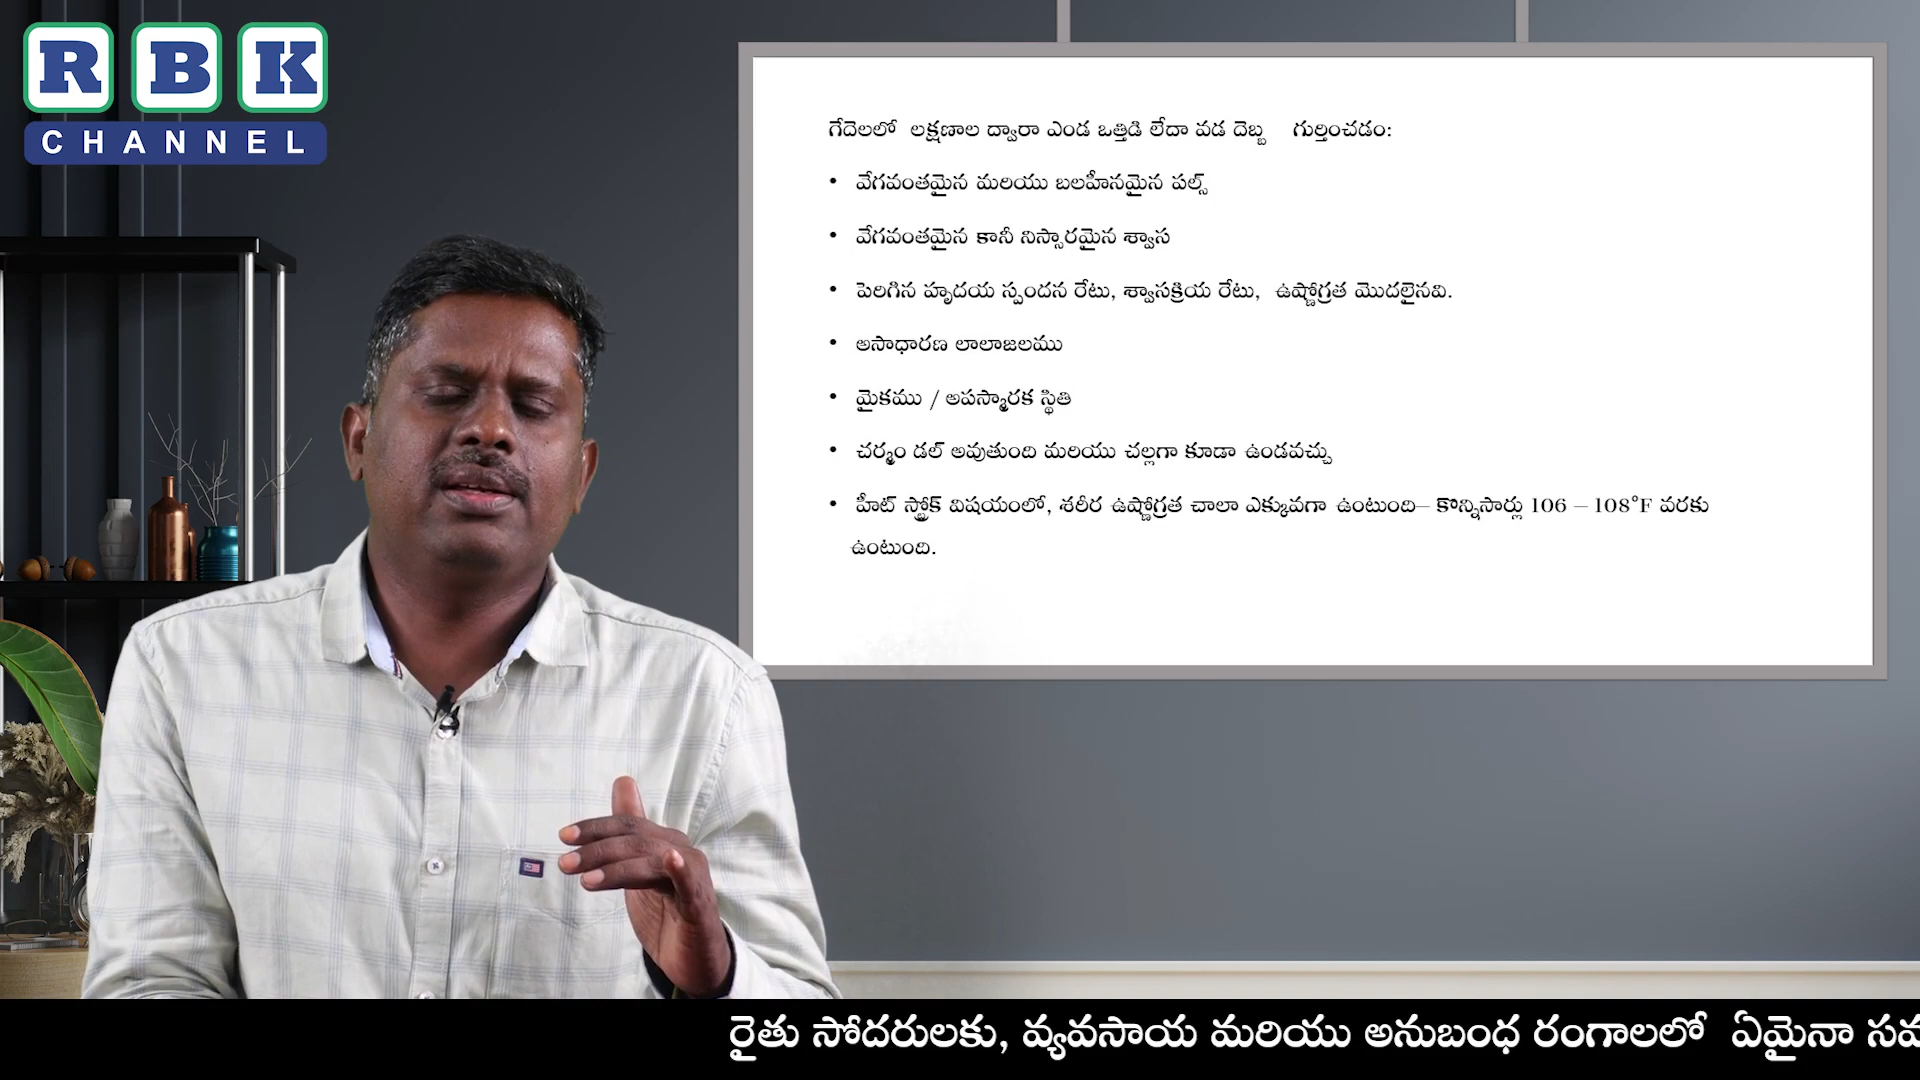 RBK
CHANNEL
గేదెలలో లక్షణాల ద్వారా ఎండ ఒత్తిడి లేదా వడ దెబ్బ గుర్తించడం:
• వేగవంతమైన మరియు బలహీనమైన పల్స్
• వేగవంతమైన కానీ నిస్సారమైన శ్వాస
• పెరిగిన హృదయ స్పందన రేటు, శ్వాసక్రియ రేటు, ఉష్ణోగ్రత మొదలైనవి.
• అసాధారణ లాలాజలము
• మైకము / అపస్మారక స్థితి
• చర్మం డల్ అవుతుంది మరియు చల్లగా కూడా ఉండవచ్చు
• హీట్ స్ట్రోక్ విషయంలో, శరీర ఉష్ణోగ్రత చాలా ఎక్కువగా ఉంటుంది– కొన్నిసార్లు 106 – 108°F వరకు
ఉంటుంది.
రైతు సోదరులకు, వ్యవసాయ మరియు అనుబంధ రంగాలలో ఏమైనా